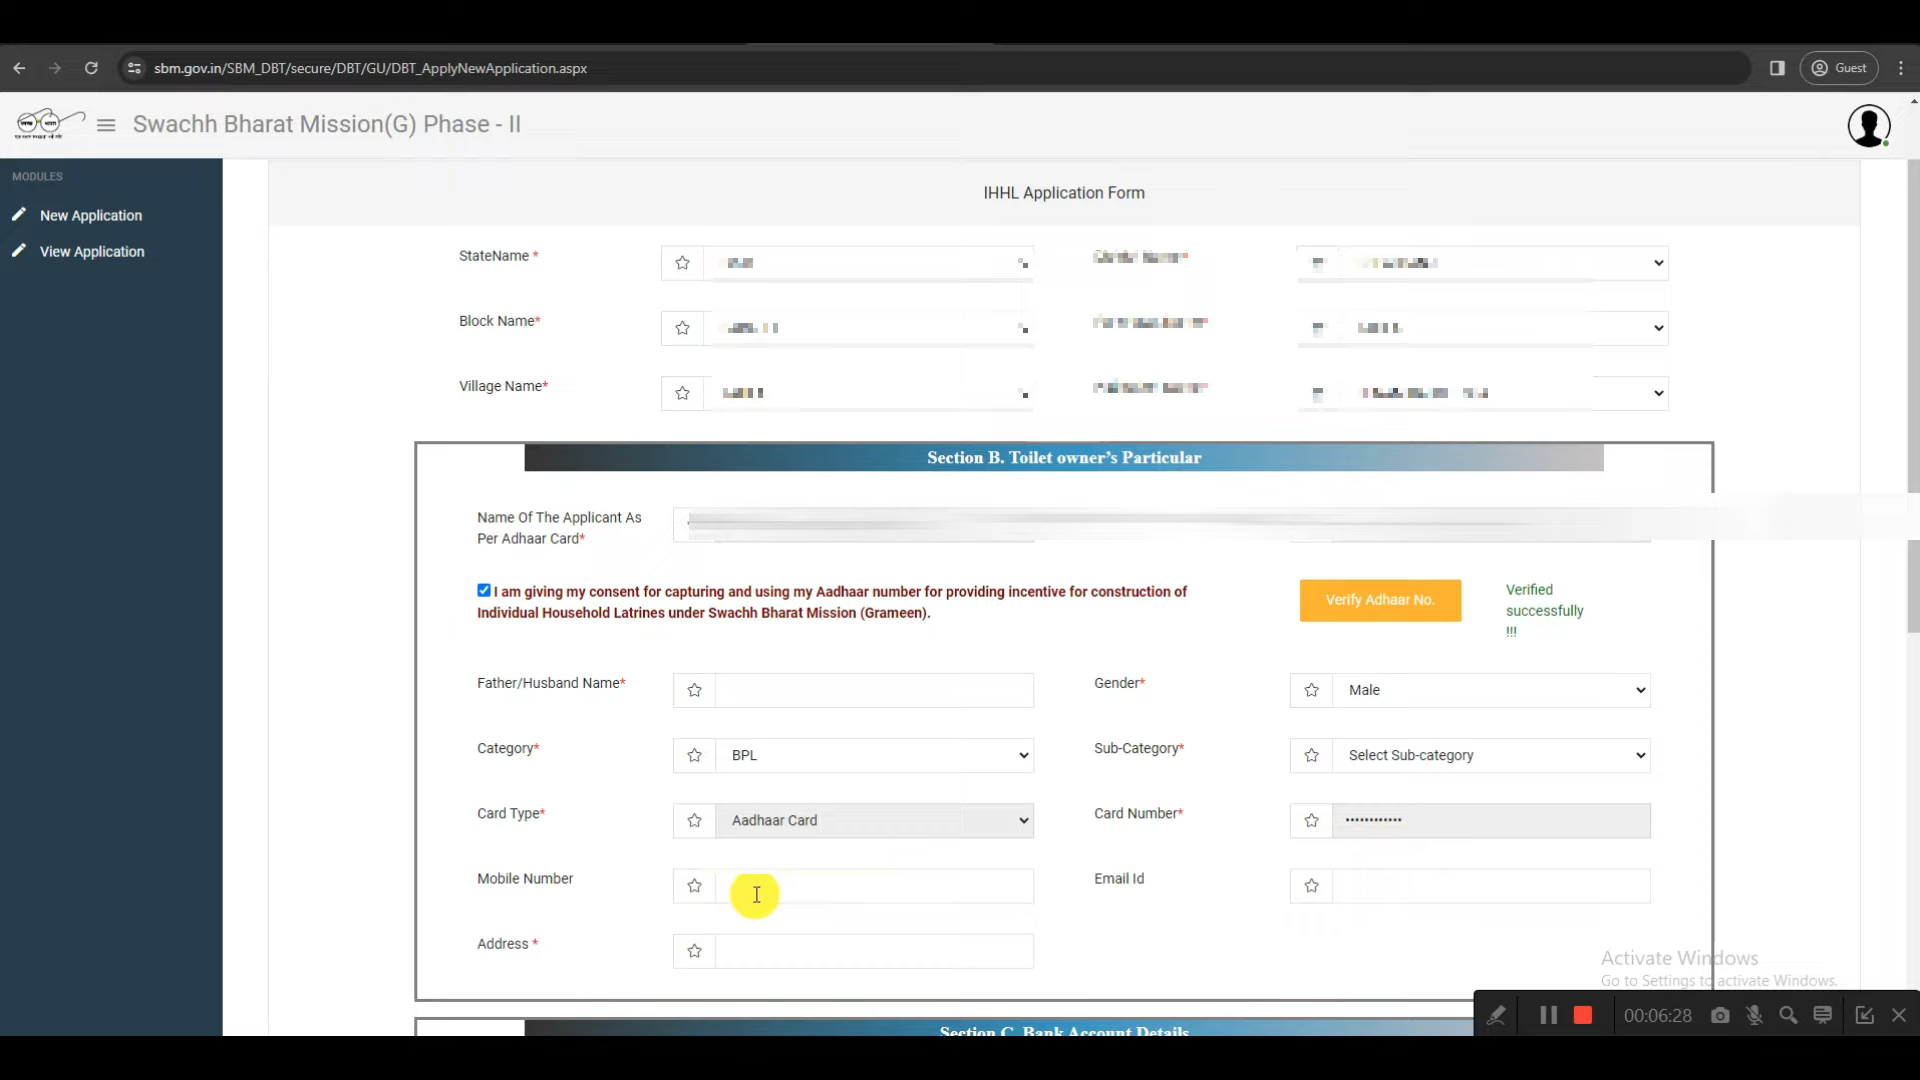 sbm.gov.in/SBM_DBT/secure/DBT/GU/DBT_ApplyNewApplication.aspx
Guest
Swachh Bharat Mission(G) Phase - II
MODULES
New Application
View Application
IHHL Application Form
StateName *
Block Name*
Village Name*
Section B. Toilet owner's Particular
Name Of The Applicant As
Per Adhaar Card*
I am giving my consent for capturing and using my Aadhaar number for providing incentive for construction of
Individual Household Latrines under Swachh Bharat Mission (Grameen).
Verify Adhaar No.
Verified
successfully
!!!
Father/Husband Name*
Gender*
Male
Category*
BPL
Sub-Category*
Select Sub-category
Card Type*
Aadhaar Card
Card Number*
••••••••••••
Mobile Number
Email Id
Address *
Activate Windows
Go to Settings to activate Windows.
Section C. Bank Account Details
00:06:28